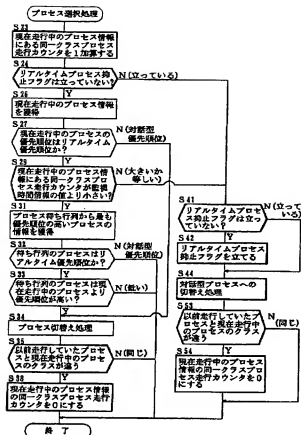 プロセス選択処理
S23
現在走行中のプロセス情報
にある同一クラスプロセス
走行カウンタを1加算する
S24
リアルタイムプロセス抑
止フラグは立っていない?
N(立っている)
Y
S26
現在走行中のプロセス情報
を獲得
S27
現在走行中のプロセスの
優先順位はリアルタイム
優先順位か?
N(対話型
優先順位)
Y
S29
現在走行中のプロセス情報
にある同一クラスプロセス
プロセス走行カウンタが監視
時間情報の値より小さい?
N(大きいか
等しい)
Y
S31
プロセス待ち行列から最も
優先順位の高いプロセスの
情報を獲得
S32
待ち行列のプロセスはリア
ルタイム優先順位か?
N(対話型
優先順位)
Y
S33
待ち行列のプロセスは現在
走行中のプロセスより優先
順位が高い?
N(低い)
Y
S34
プロセス切替え処理
S35
以前走行していたプロセ
スと現在走行中のプロセ
スのクラスが違う
N(同じ)
Y
S38
現在走行中のプロセス情報
の同一クラスプロセス走行
カウンタを0にする
終了
S41
リアルタイムプロセ
ス抑止フラグは立っ
ていない?
N(立って
いる)
Y
S42
リアルタイムプロセス
抑止フラグを立てる
S44
対話型プロセスへの
切替え処理
S53
以前走行していたプロ
セスと現在走行中のプ
ロセスのクラスが違う
N(同じ)
Y
S54
現在走行中のプロセス
情報の同一クラスプロ
セス走行カウンタを0
にする